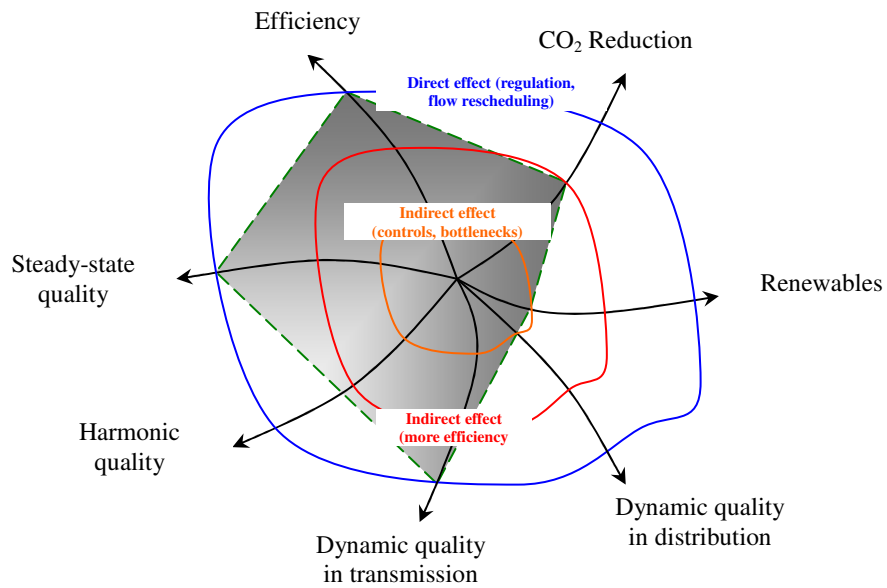 Efficiency
CO₂ Reduction
Direct effect (regulation,
flow rescheduling)
Indirect effect
(controls, bottlenecks)
Steady-state
quality
Renewables
Indirect effect
(more efficiency
Harmonic
quality
Dynamic quality
in distribution
Dynamic quality
in transmission